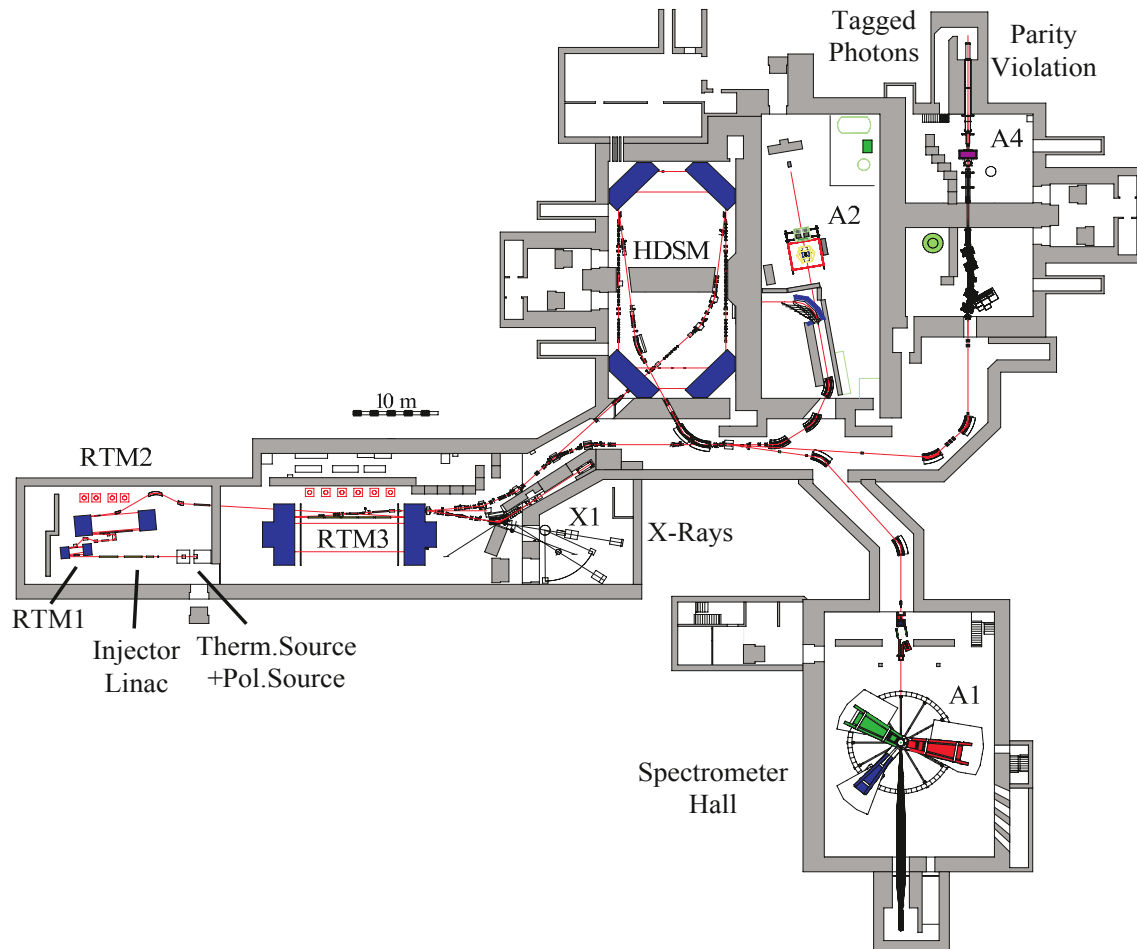 Tagged
Photons
Parity
Violation
A4
A2
HDSM
10 m
RTM2
RTM3
X1
X-Rays
RTM1
Injector
Linac
Therm.Source
+Pol.Source
A1
Spectrometer
Hall